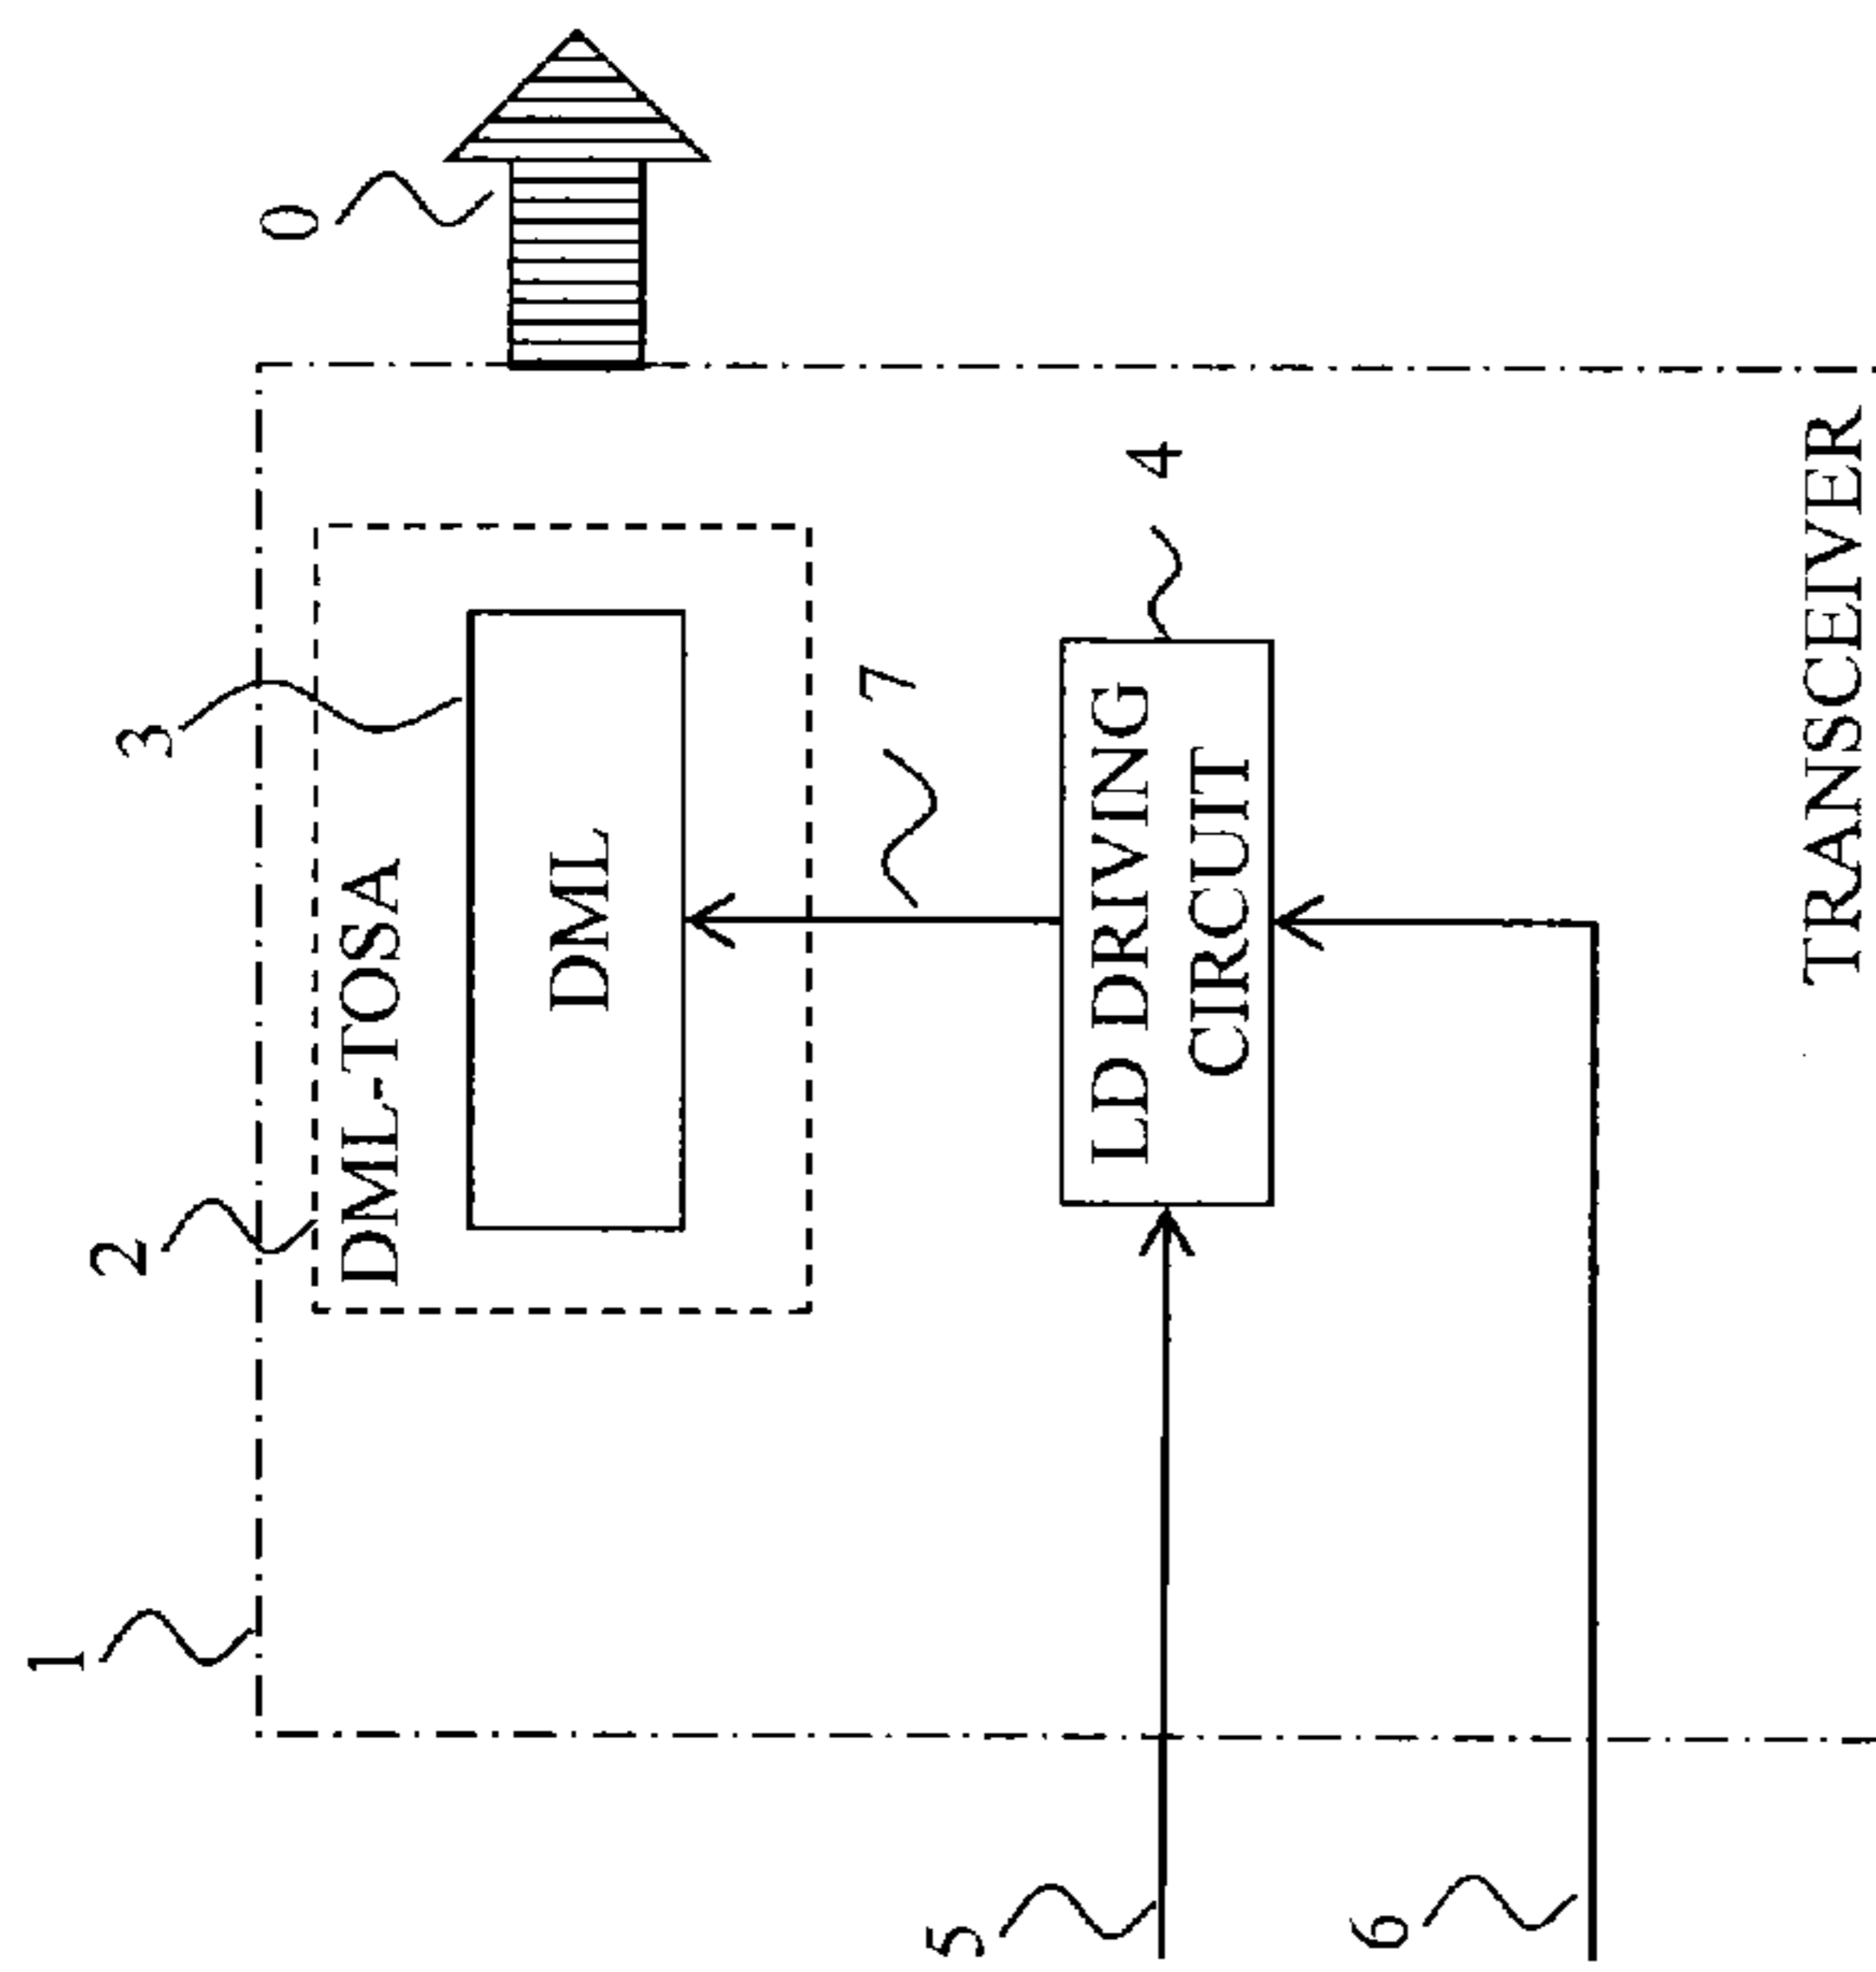 1
2
3
0
DML-TOSA
DML
7
5
LD DRIVING
CIRCUIT
4
6
TRANSCEIVER